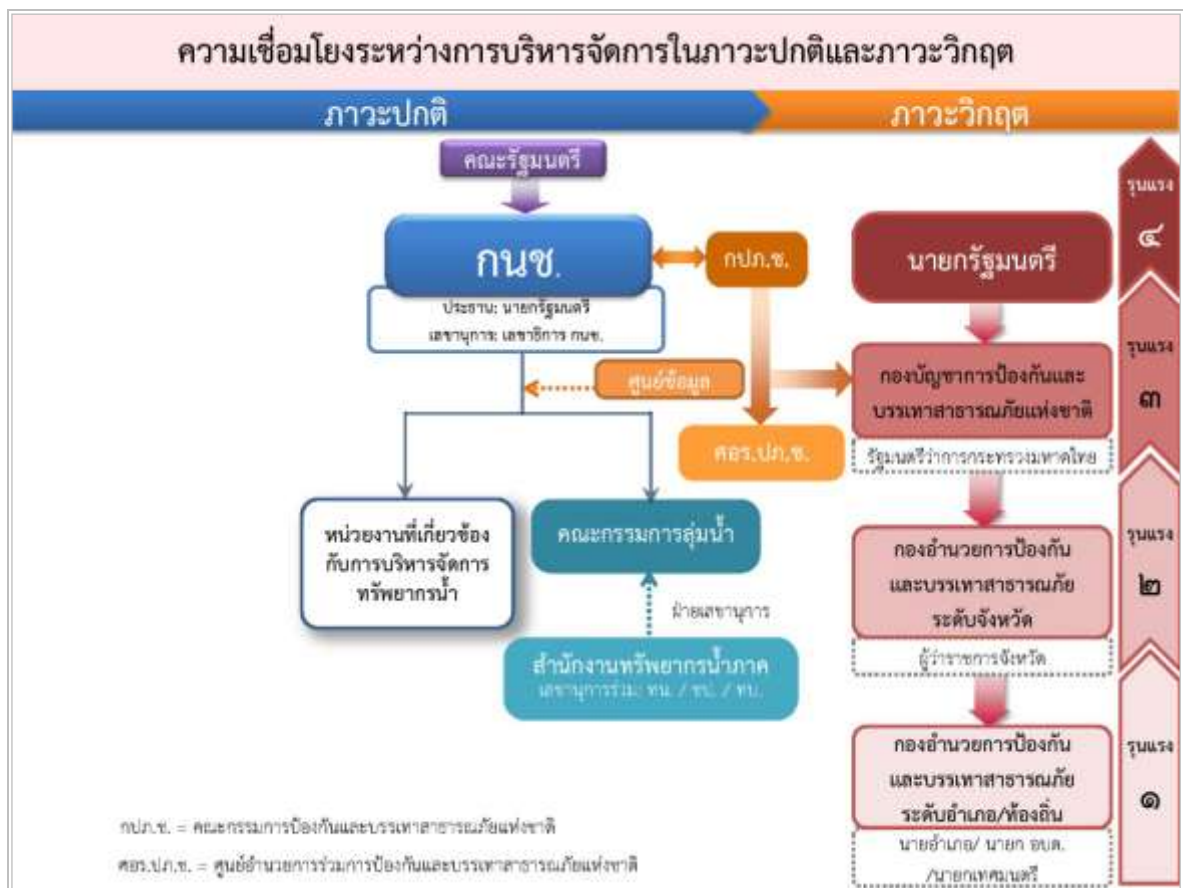 ความเชื่อมโยงระหว่างการบริหารจัดการในภาวะปกติและภาวะวิกฤต
ภาวะปกติ
ภาวะวิกฤต
คณะรัฐมนตรี
กนช.
ประธาน: นายกรัฐมนตรี
เลขานุการ: เลขาธิการ กนช.
กปภ.ช.
ศูนย์ข้อมูล
ศอร.ปภ.ช.
หน่วยงานที่เกี่ยวข้อง
กับการบริหารจัดการ
ทรัพยากรน้ำ
คณะกรรมการลุ่มน้ำ
ฝ่ายเลขานุการ
สำนักงานทรัพยากรน้ำภาค
เลขานุการร่วม: ทน. / ชป. / ทบ.
นายกรัฐมนตรี
กองบัญชาการป้องกันและ
บรรเทาสาธารณภัยแห่งชาติ
รัฐมนตรีว่าการกระทรวงมหาดไทย
กองอำนวยการป้องกัน
และบรรเทาสาธารณภัย
ระดับจังหวัด
ผู้ว่าราชการจังหวัด
กองอำนวยการป้องกัน
และบรรเทาสาธารณภัย
ระดับอำเภอ/ท้องถิ่น
นายอำเภอ/ นายก อบต.
/นายกเทศมนตรี
รุนแรง
๔
รุนแรง
๓
รุนแรง
๒
รุนแรง
๑
กปภ.ช. = คณะกรรมการป้องกันและบรรเทาสาธารณภัยแห่งชาติ
ศอร.ปภ.ช. = ศูนย์อำนวยการร่วมการป้องกันและบรรเทาสาธารณภัยแห่งชาติ